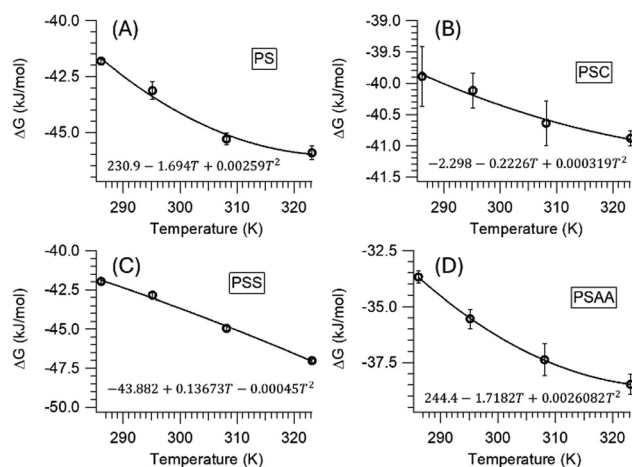 (A)
PS
-40.0
-42.5
-45.0
ΔG (kJ/mol)
230.9 − 1.694T + 0.00259T²
290 300 310 320
Temperature (K)
(B)
PSC
-39.0
-39.5
-40.0
-40.5
-41.0
-41.5
ΔG (kJ/mol)
−2.298 − 0.2226T + 0.000319T²
290 300 310 320
Temperature (K)
(C)
PSS
-40.0
-42.5
-45.0
-47.5
-50.0
ΔG (kJ/mol)
−43.882 + 0.13673T − 0.00045T²
290 300 310 320
Temperature (K)
(D)
PSAA
-32.5
-35.0
-37.5
ΔG (kJ/mol)
244.4 − 1.7182T + 0.0026082T²
290 300 310 320
Temperature (K)